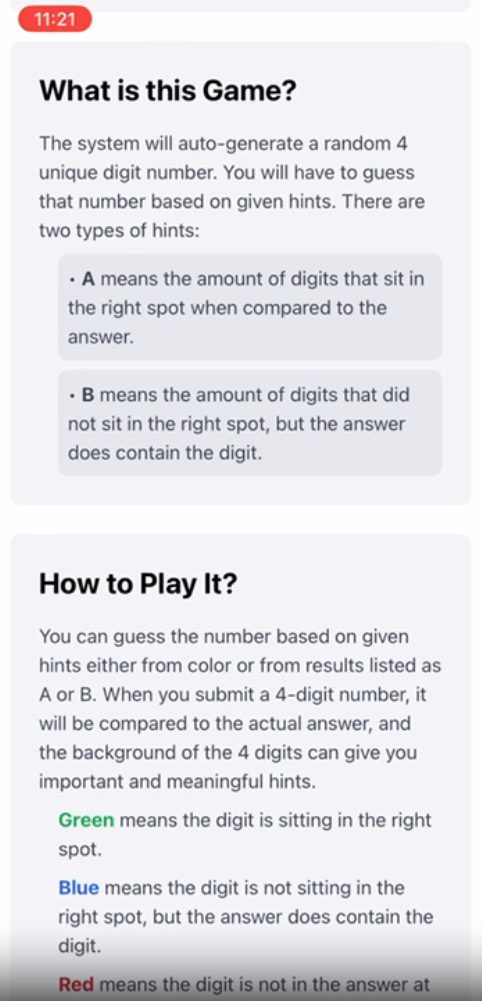 11:21
What is this Game?
The system will auto-generate a random 4
unique digit number. You will have to guess
that number based on given hints. There are
two types of hints:
• A means the amount of digits that sit in
the right spot when compared to the
answer.
• B means the amount of digits that did
not sit in the right spot, but the answer
does contain the digit.
How to Play It?
You can guess the number based on given
hints either from color or from results listed as
A or B. When you submit a 4-digit number, it
will be compared to the actual answer, and
the background of the 4 digits can give you
important and meaningful hints.
Green means the digit is sitting in the right
spot.
Blue means the digit is not sitting in the
right spot, but the answer does contain the
digit.
Red means the digit is not in the answer at